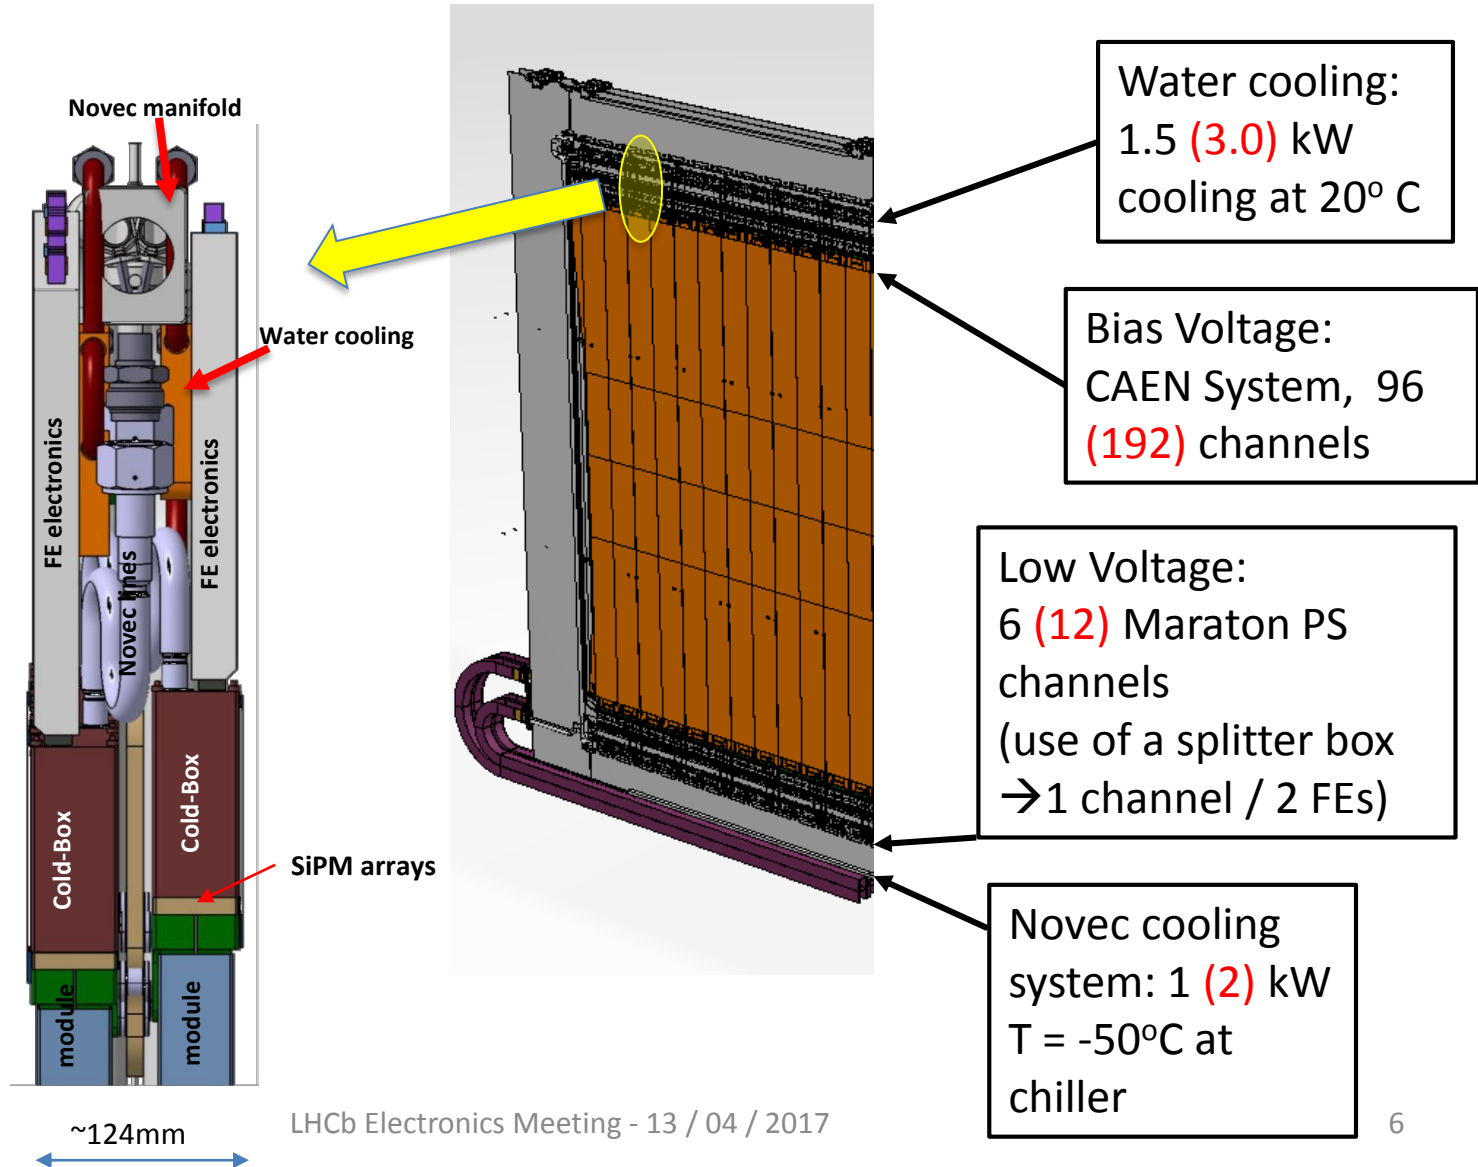 Novec manifold
Water cooling
FE electronics
FE electronics
Novec lines
Cold-Box
Cold-Box
SiPM arrays
module
module
~124mm
Water cooling:
1.5 (3.0) kW
cooling at 20º C
Bias Voltage:
CAEN System, 96
(192) channels
Low Voltage:
6 (12) Maraton PS
channels
(use of a splitter box
→1 channel / 2 FEs)
Novec cooling
system: 1 (2) kW
T = -50ºC at
chiller
LHCb Electronics Meeting - 13 / 04 / 2017
6